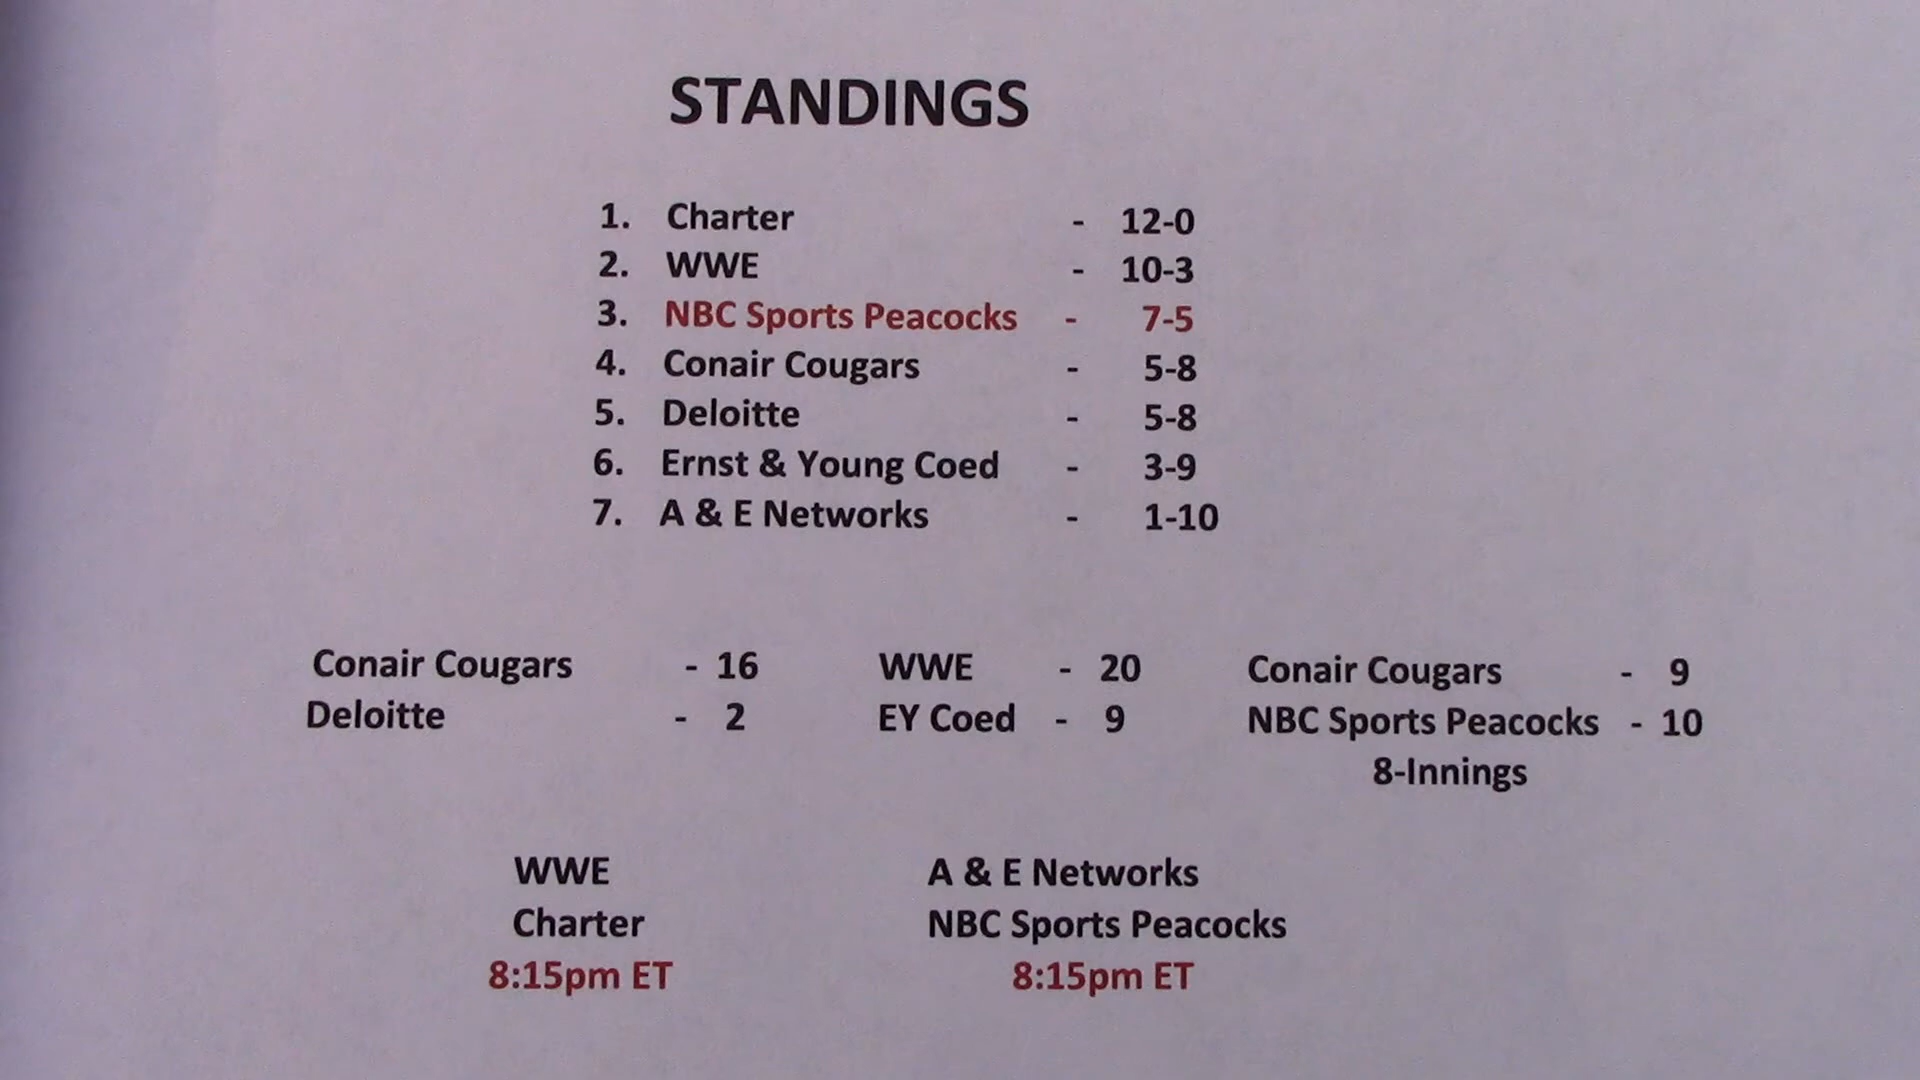 STANDINGS
1. Charter - 12-0
2. WWE - 10-3
3. NBC Sports Peacocks - 7-5
4. Conair Cougars - 5-8
5. Deloitte - 5-8
6. Ernst & Young Coed - 3-9
7. A & E Networks - 1-10
Conair Cougars - 16
Deloitte - 2
WWE - 20
EY Coed - 9
Conair Cougars - 9
NBC Sports Peacocks - 10
8-Innings
WWE
Charter
8:15pm ET
A & E Networks
NBC Sports Peacocks
8:15pm ET